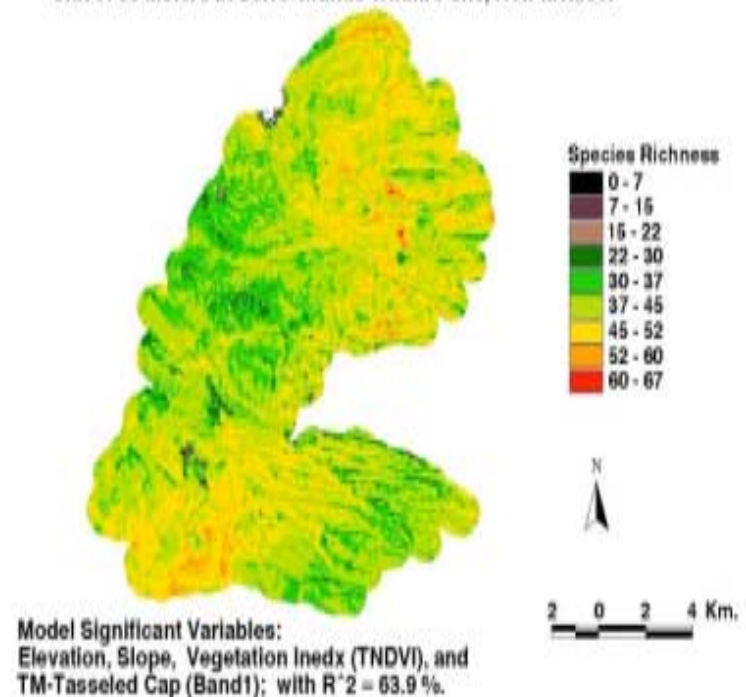 Species Richness
0 - 7
7 - 15
15 - 22
22 - 30
30 - 37
37 - 45
45 - 52
52 - 60
60 - 67
N
2 0 2 4 Km.
Model Significant Variables:
Elevation, Slope, Vegetation Inedx (TNDVI), and
TM-Tasseled Cap (Band1); with R^2 = 63.9 %.